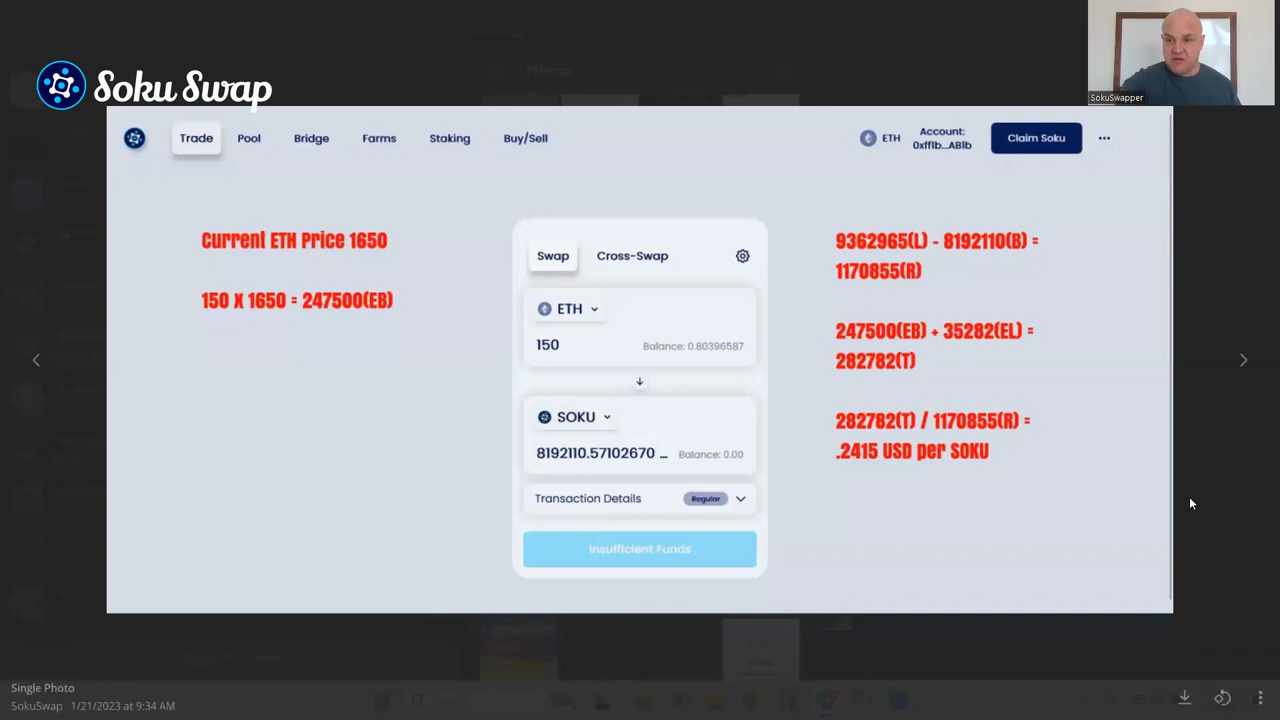 SokuSwapper
Soku Swap
Trade
Pool
Bridge
Farms
Staking
Buy/Sell
ETH
Account:
0xff1b...AB1b
Claim Soku
Current ETH Price 1650
150 X 1650 = 247500(EB)
Swap
Cross-Swap
ETH
150
Balance: 0.80396587
SOKU
8192110.57102670 ...
Balance: 0.00
Transaction Details
Regular
Insufficient Funds
9362965(L) - 8192110(B) =
1170855(R)
247500(EB) + 35282(EL) =
282782(T)
282782(T) / 1170855(R) =
.2415 USD per SOKU
Single Photo
SokuSwap 1/21/2023 at 9:34 AM